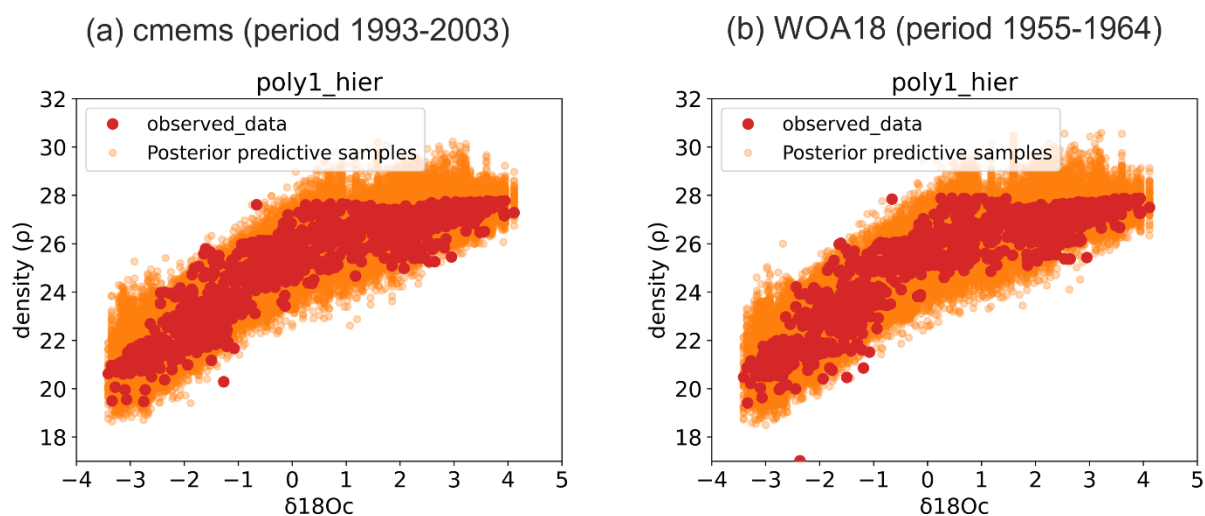 (a) cmems (period 1993-2003)
poly1_hier
32
30
28
26
24
22
20
18
density (ρ)
observed_data
Posterior predictive samples
−4 −3 −2 −1 0 1 2 3 4 5
δ18Oc
(b) WOA18 (period 1955-1964)
poly1_hier
32
30
28
26
24
22
20
18
density (ρ)
observed_data
Posterior predictive samples
−4 −3 −2 −1 0 1 2 3 4 5
δ18Oc